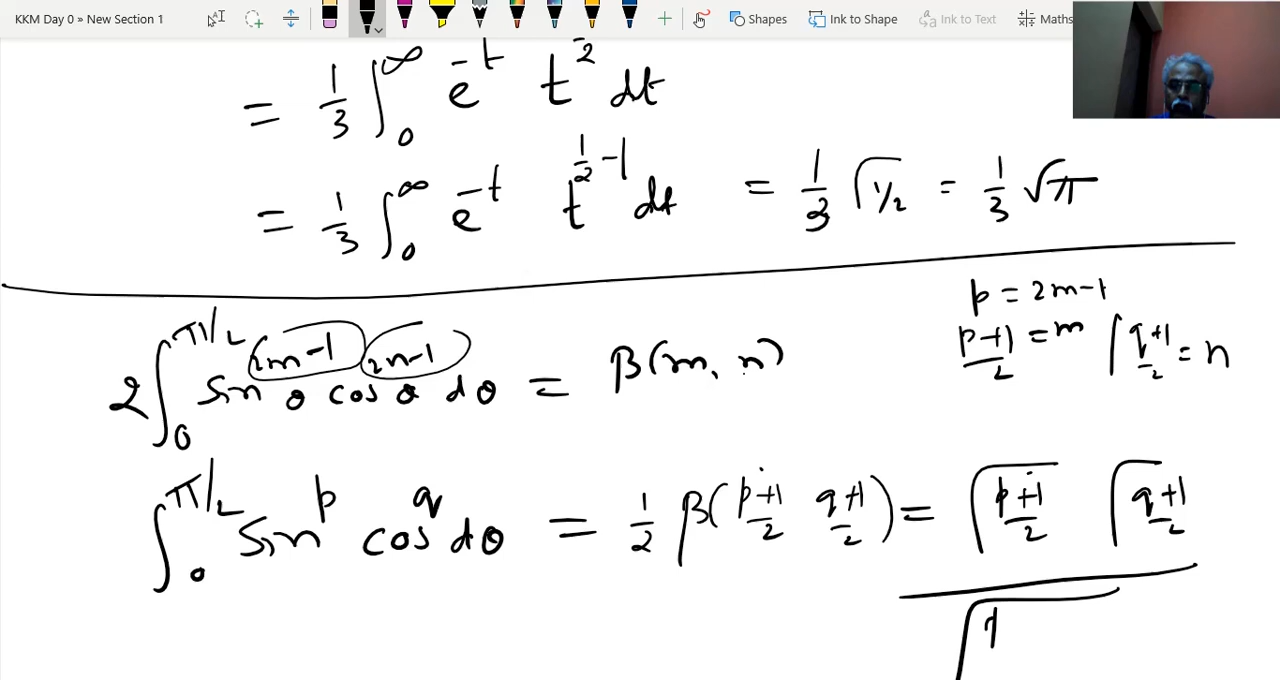 KKM Day 0 » New Section 1 Shapes Ink to Shape Ink to Text Maths
= 1/3 ∫₀^∞ e^{-t} t^{-2} dt
= 1/3 ∫₀^∞ e^{-t} t^{1/2 -1} dt = 1/3 Γ1/2 = 1/3 √π
p = 2m-1
(p+1)/2 = m | (q+1)/2 = n
2 ∫₀^{π/2} sin^{2m-1} θ cos^{2n-1} θ dθ = β(m, n)
∫₀^{π/2} sin^p cos^q dθ = 1/2 β((p+1)/2 (q+1)/2) = Γ(p+1)/2 Γ(q+1)/2